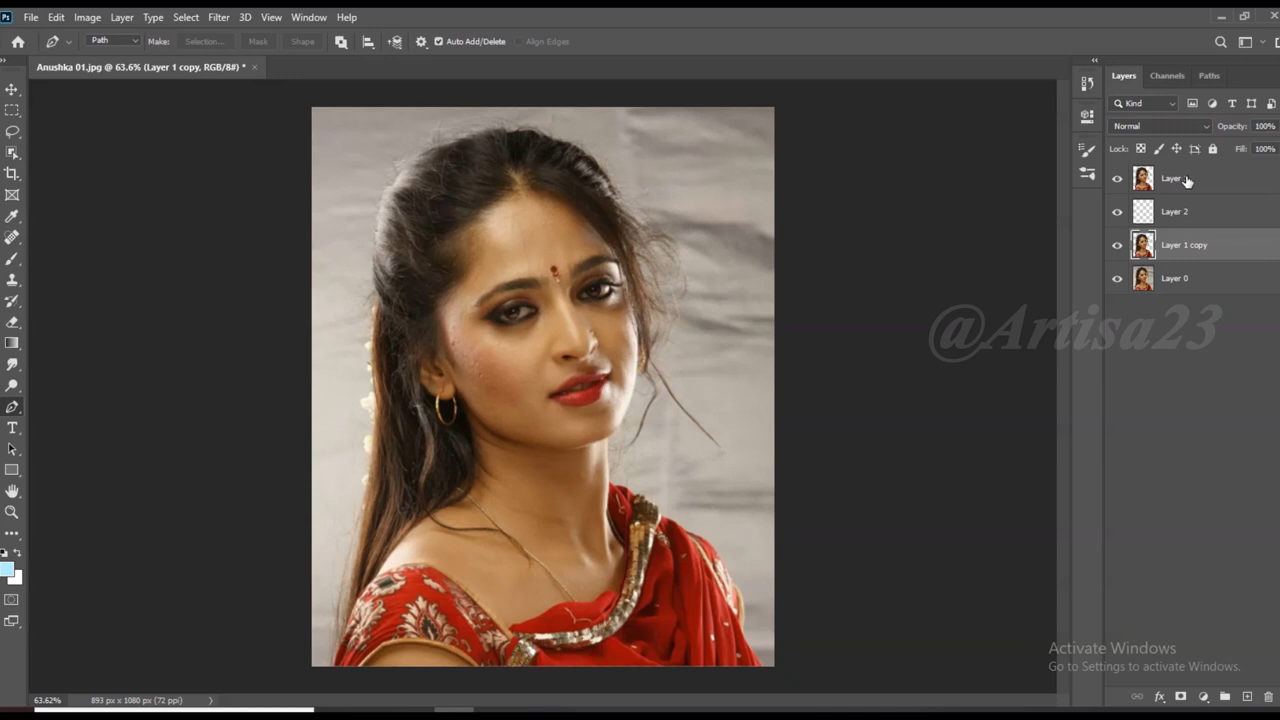 Ps File Edit Image Layer Type Select Filter 3D View Window Help
Path Make: Selection... Mask Shape Auto Add/Delete Align Edges
Anushka 01.jpg @ 63.6% (Layer 1 copy, RGB/8#) * ×
Layers Channels Paths
Kind
Normal Opacity: 100%
Lock: Fill: 100%
Layer
Layer 2
Layer 1 copy
Layer 0
@Artisa23
Activate Windows
Go to Settings to activate Windows.
63.62% 893 px x 1080 px (72 ppi)